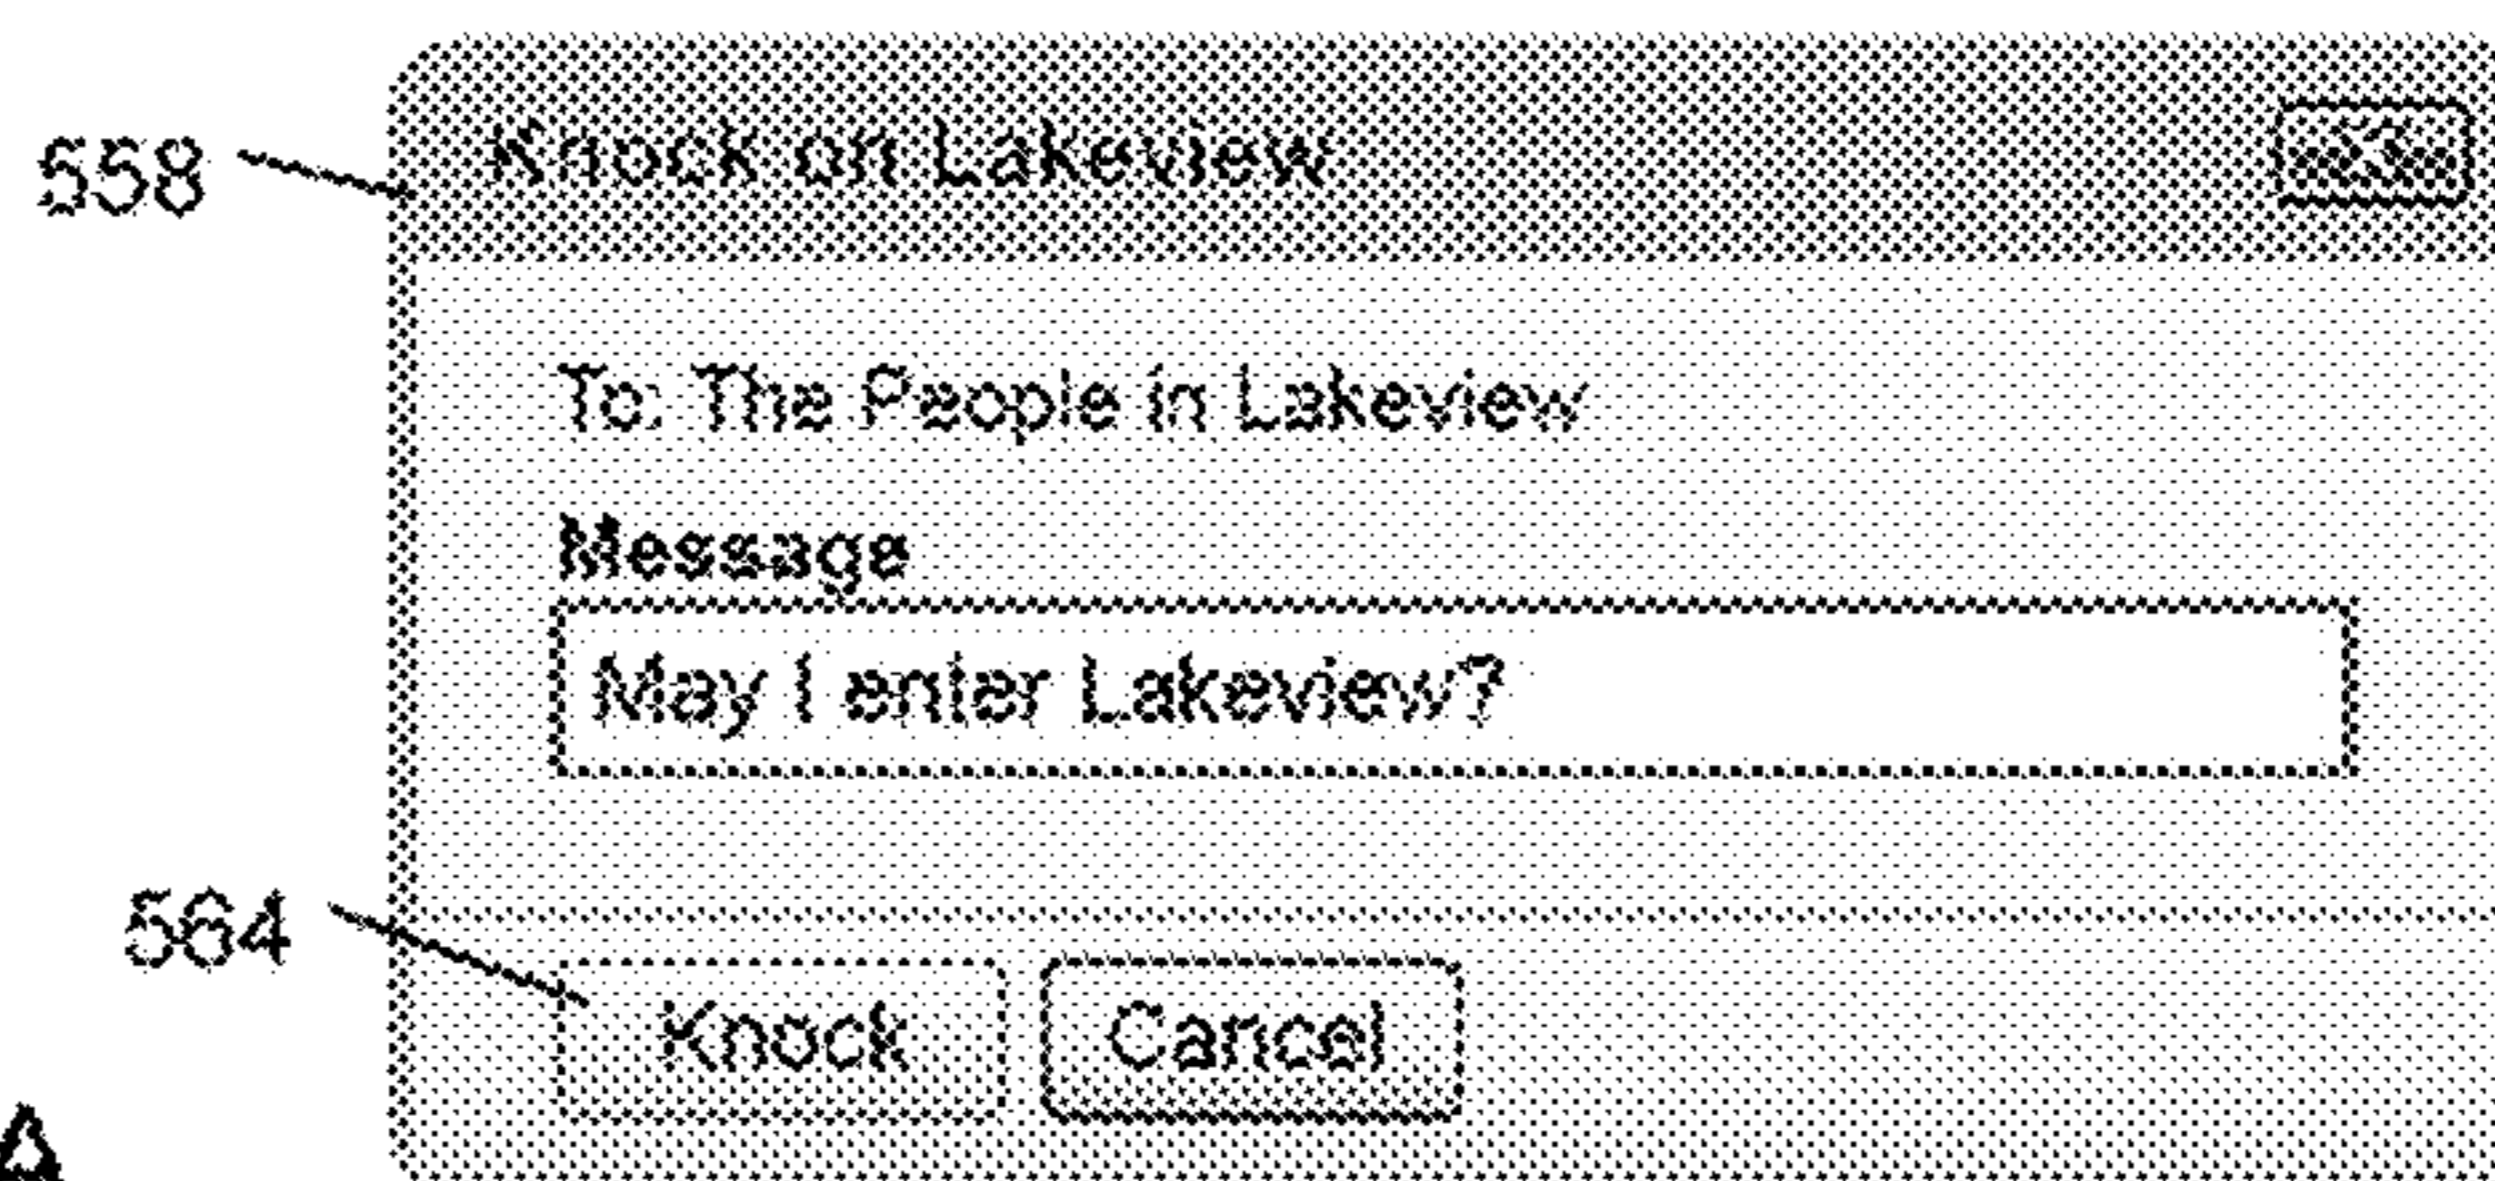 558
Knock on Lakeview
To: The People in Lakeview
Message
May I enter Lakeview?
564
Knock
Cancel
A